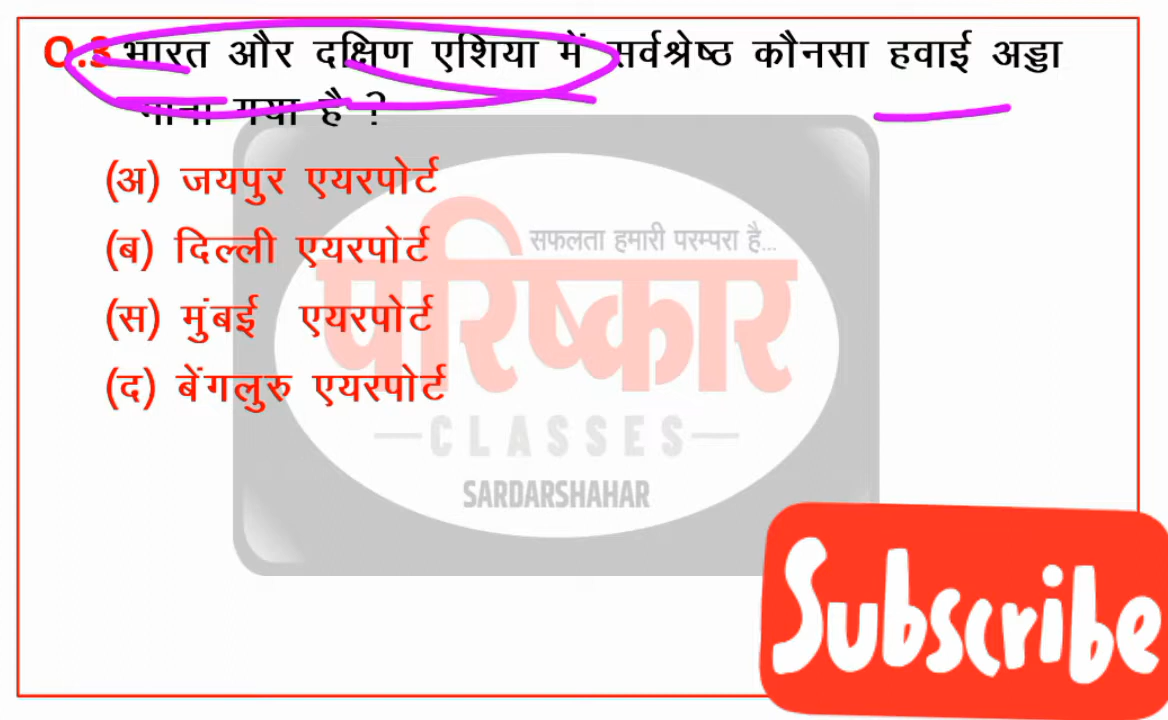 Q.3 भारत और दक्षिण एशिया में सर्वश्रेष्ठ कौनसा हवाई अड्डा
माना गया है ?
(अ) जयपुर एयरपोर्ट
(ब) दिल्ली एयरपोर्ट
(स) मुंबई एयरपोर्ट
(द) बेंगलुरु एयरपोर्ट
सफलता हमारी परम्परा है...
परिष्कार
CLASSES
SARDARSHAHAR
Subscribe